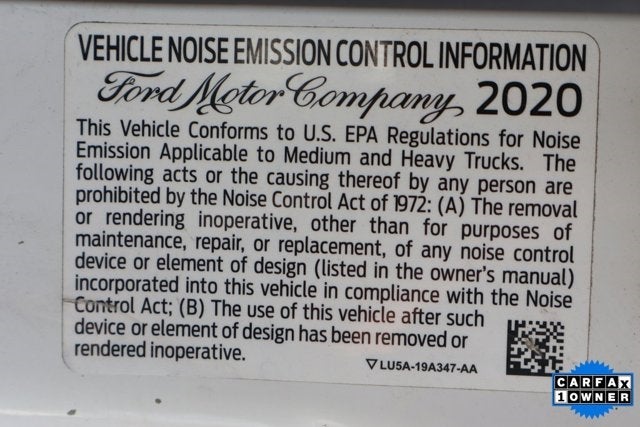 VEHICLE NOISE EMISSION CONTROL INFORMATION
Ford Motor Company 2020
This Vehicle Conforms to U.S. EPA Regulations for Noise
Emission Applicable to Medium and Heavy Trucks. The
following acts or the causing thereof by any person are
prohibited by the Noise Control Act of 1972: (A) The removal
or rendering inoperative, other than for purposes of
maintenance, repair, or replacement, of any noise control
device or element of design (listed in the owner's manual)
incorporated into this vehicle in compliance with the Noise
Control Act; (B) The use of this vehicle after such
device or element of design has been removed or
rendered inoperative.
LU5A-19A347-AA
CARFAX
1 OWNER